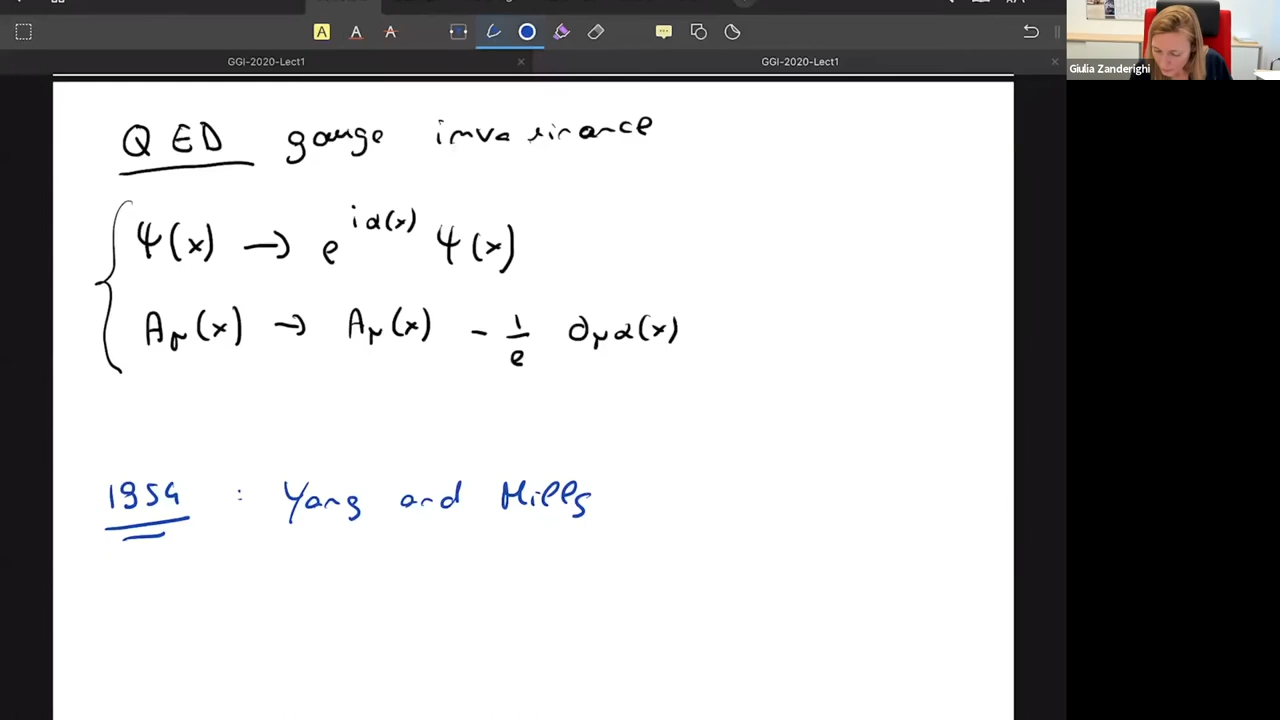 GGI-2020-Lect1
GGI-2020-Lect1
Giulia Zanderighi
QED gauge invariance
Ψ(x) → e^{iα(x)} Ψ(x)
A_μ(x) → A_μ(x) - 1/e ∂_μ α(x)
1954 : Yang and Mills